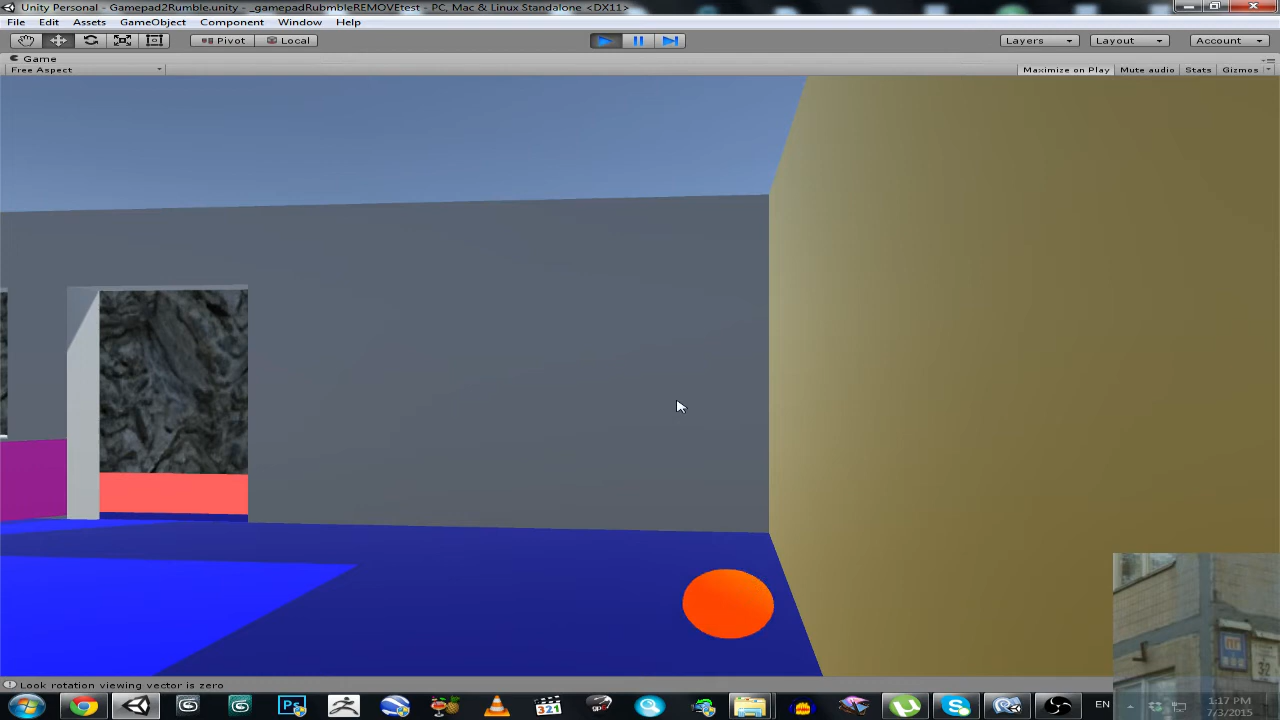 Unity Personal - Gamepad2Rumble.unity - _gamepadRubmbleREMOVEtest - PC, Mac & Linux Standalone <DX11>
File Edit Assets GameObject Component Window Help
Pivot Local Layers Layout Account
Game
Free Aspect Maximize on Play Mute audio Stats Gizmos
32
Look rotation viewing vector is zero
321
EN
1:17 PM
7/3/2015